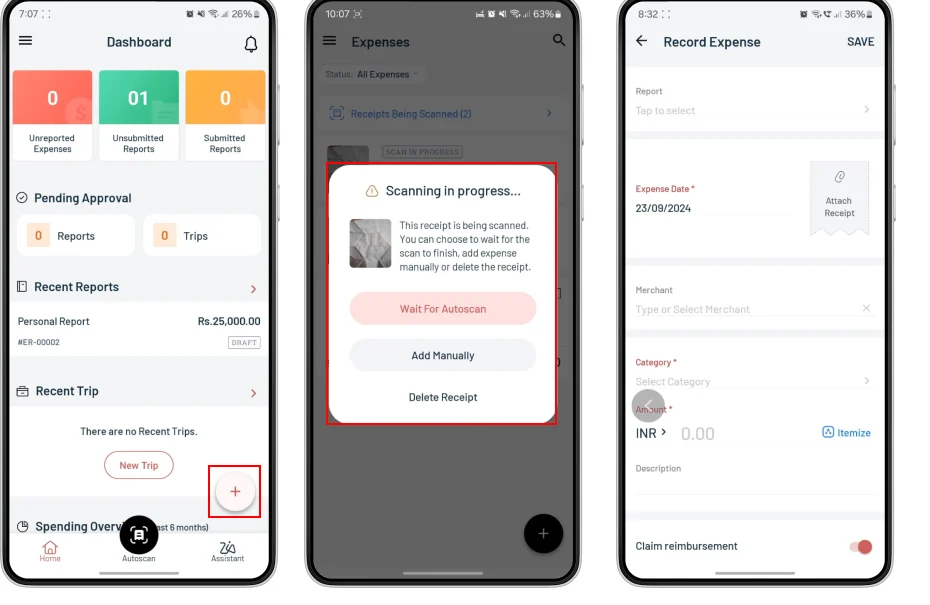 7:07
26%
Dashboard
0
01
0
Unreported
Expenses
Unsubmitted
Reports
Submitted
Reports
Pending Approval
0 Reports
0 Trips
Recent Reports
Personal Report
Rs.25,000.00
#ER-00002
DRAFT
Recent Trip
There are no Recent Trips.
New Trip
+
Spending Overvi
ast 6 months)
Home
Autoscan
Assistant
10:07
63%
Expenses
Status: All Expenses
Receipts Being Scanned (2)
SCAN IN PROGRESS
Scanning in progress...
This receipt is being scanned.
You can choose to wait for the
scan to finish, add expense
manually or delete the receipt.
Wait For Autoscan
Add Manually
Delete Receipt
+
8:32
36%
Record Expense
SAVE
Report
Tap to select
Expense Date *
23/09/2024
Attach
Receipt
Merchant
Type or Select Merchant
Category *
Select Category
Amount *
INR
0.00
Itemize
Description
Claim reimbursement